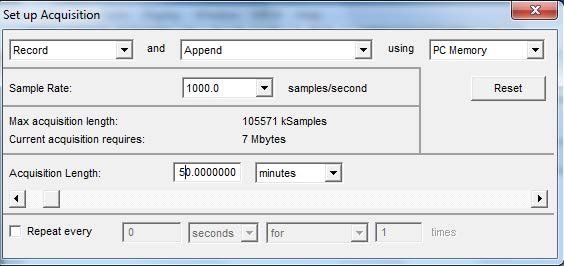 Set up Acquisition
Record and Append using PC Memory
Sample Rate: 1000.0 samples/second Reset
Max acquisition length: 105571 kSamples
Current acquisition requires: 7 Mbytes
Acquisition Length: 50.0000000 minutes
Repeat every 0 seconds for 1 times